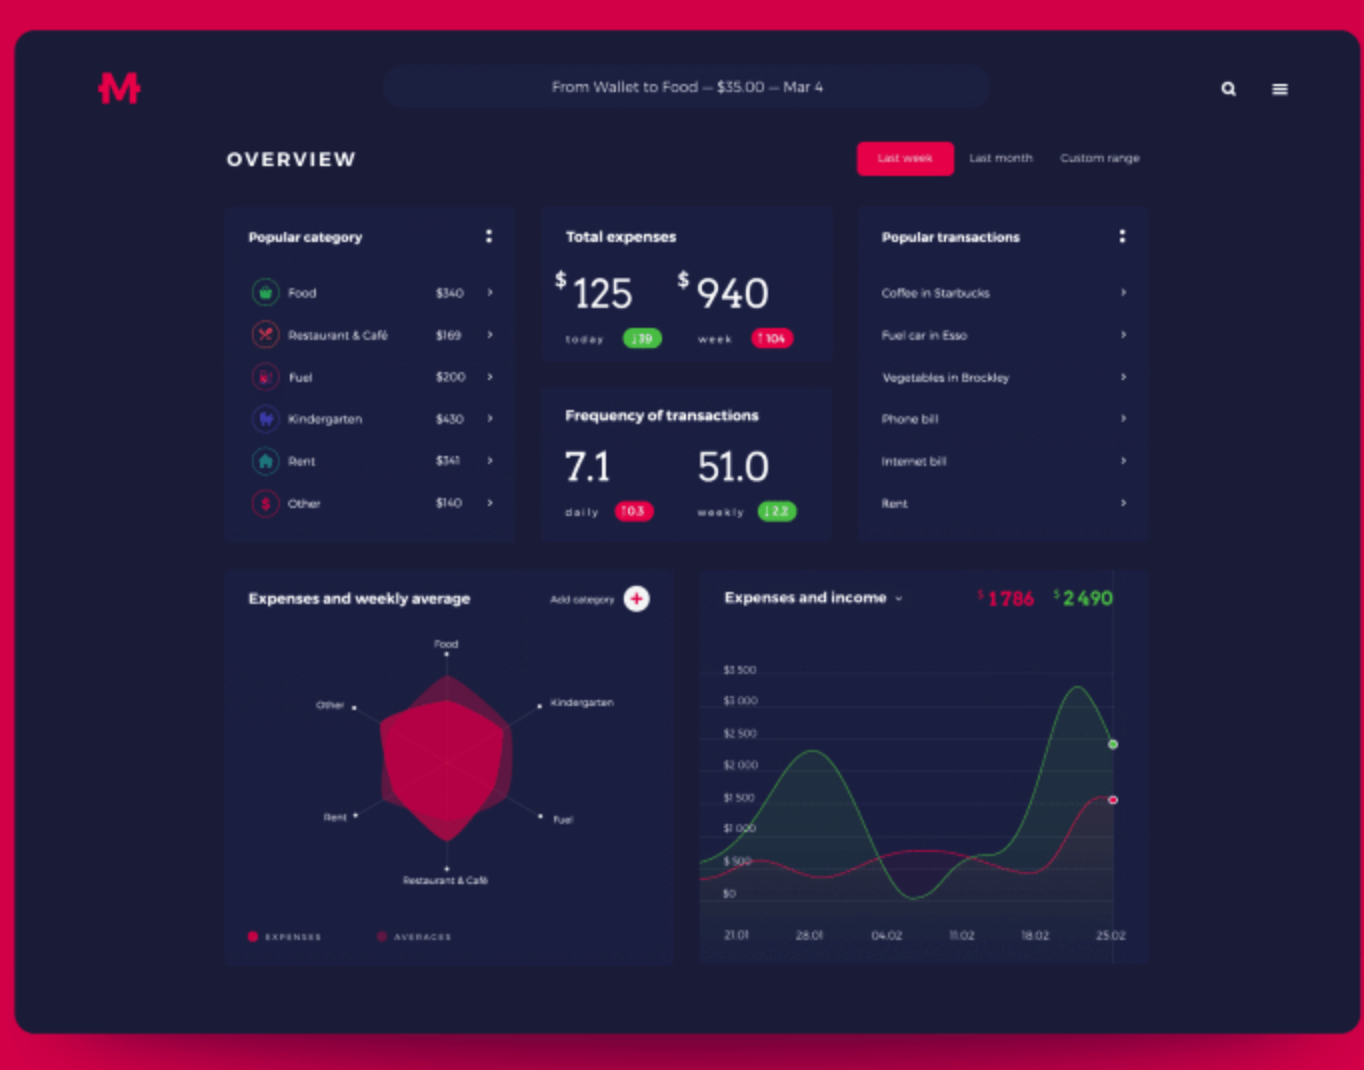 M
From Wallet to Food — $35.00 — Mar 4
OVERVIEW
Last week Last month Custom range
Popular category
Food $340
Restaurant & Café $169
Fuel $200
Kindergarten $430
Rent $341
Other $140
Total expenses
$125 $940
today ↓39 week ↑104
Frequency of transactions
7.1 51.0
daily ↑0.3 weekly ↓2.2
Popular transactions
Coffee in Starbucks
Fuel car in Esso
Vegetables in Brockley
Phone bill
Internet bill
Rent
Expenses and weekly average
Add category +
Food
Other
Kindergarten
Rent
Fuel
Restaurant & Café
EXPENSES AVERAGES
Expenses and income
$1786 $2490
$3 500
$3 000
$2 500
$2 000
$1 500
$1 000
$ 500
$0
21.01 28.01 04.02 11.02 18.02 25.02